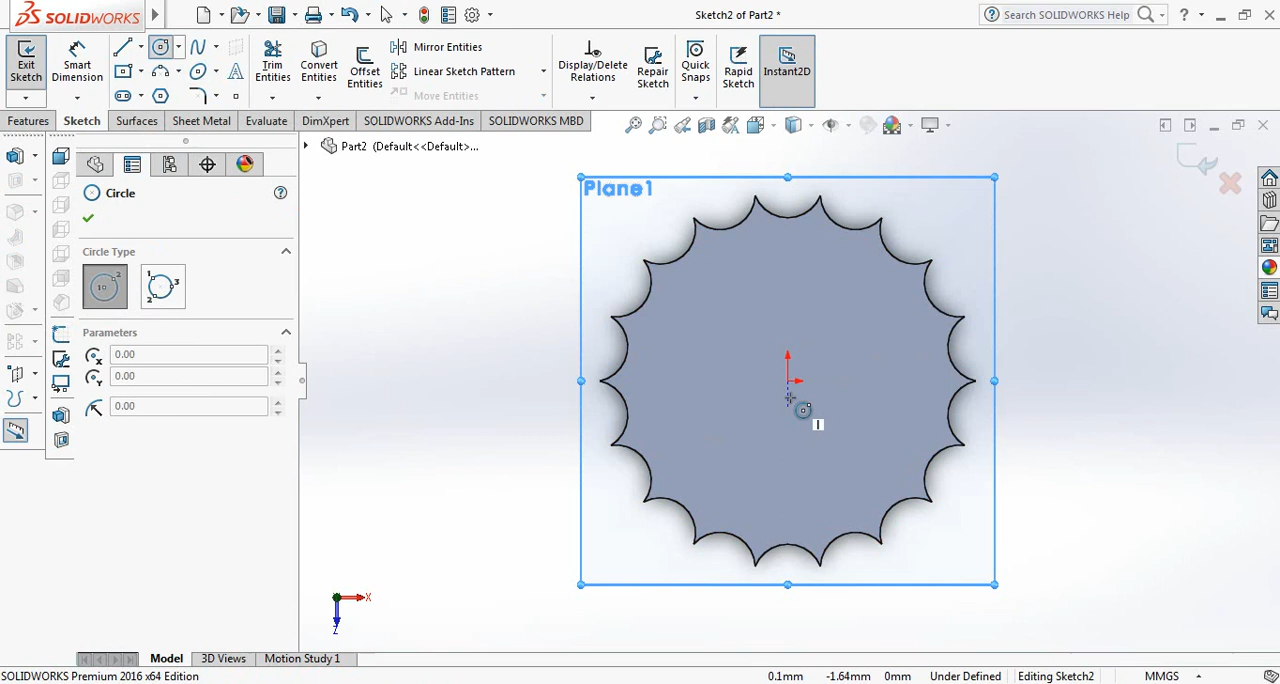 SOLIDWORKS
Sketch2 of Part2 *
Search SOLIDWORKS Help
Exit Sketch
Smart Dimension
Trim Entities
Convert Entities
Offset Entities
Mirror Entities
Linear Sketch Pattern
Move Entities
Display/Delete Relations
Repair Sketch
Quick Snaps
Rapid Sketch
Instant2D
Features Sketch Surfaces Sheet Metal Evaluate DimXpert SOLIDWORKS Add-Ins SOLIDWORKS MBD
Part2 (Default<<Default>...
Circle
Circle Type
Parameters
0.00
0.00
0.00
Plane1
X
Z
Model 3D Views Motion Study 1
SOLIDWORKS Premium 2016 x64 Edition 0.1mm -1.64mm 0mm Under Defined Editing Sketch2 MMGS